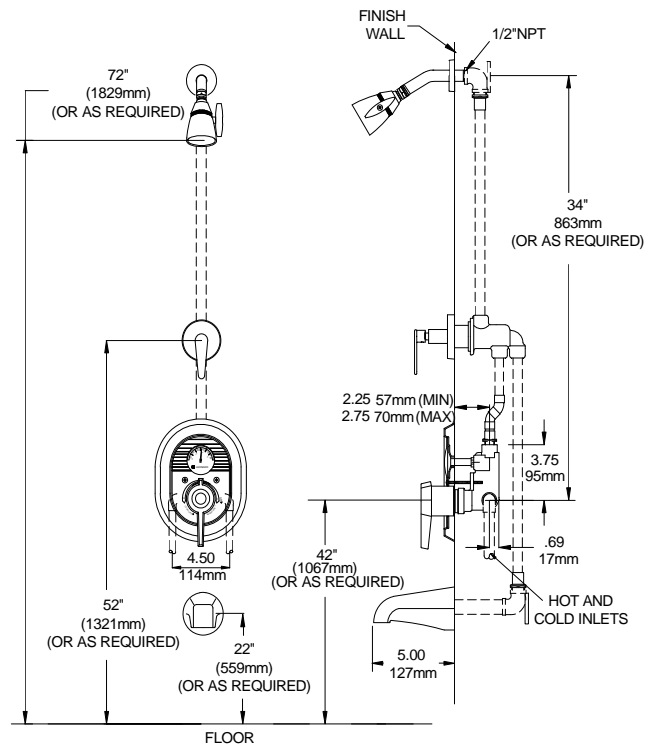 FINISH
WALL
1/2"NPT
72"
(1829mm)
(OR AS REQUIRED)
34"
863mm
(OR AS REQUIRED)
2.25 57mm (MIN)
2.75 70mm (MAX)
3.75
95mm
4.50
114mm
42"
(1067mm)
(OR AS REQUIRED)
.69
17mm
52"
(1321mm)
(OR AS REQUIRED)
HOT AND
COLD INLETS
22"
(559mm)
(OR AS REQUIRED)
5.00
127mm
FLOOR